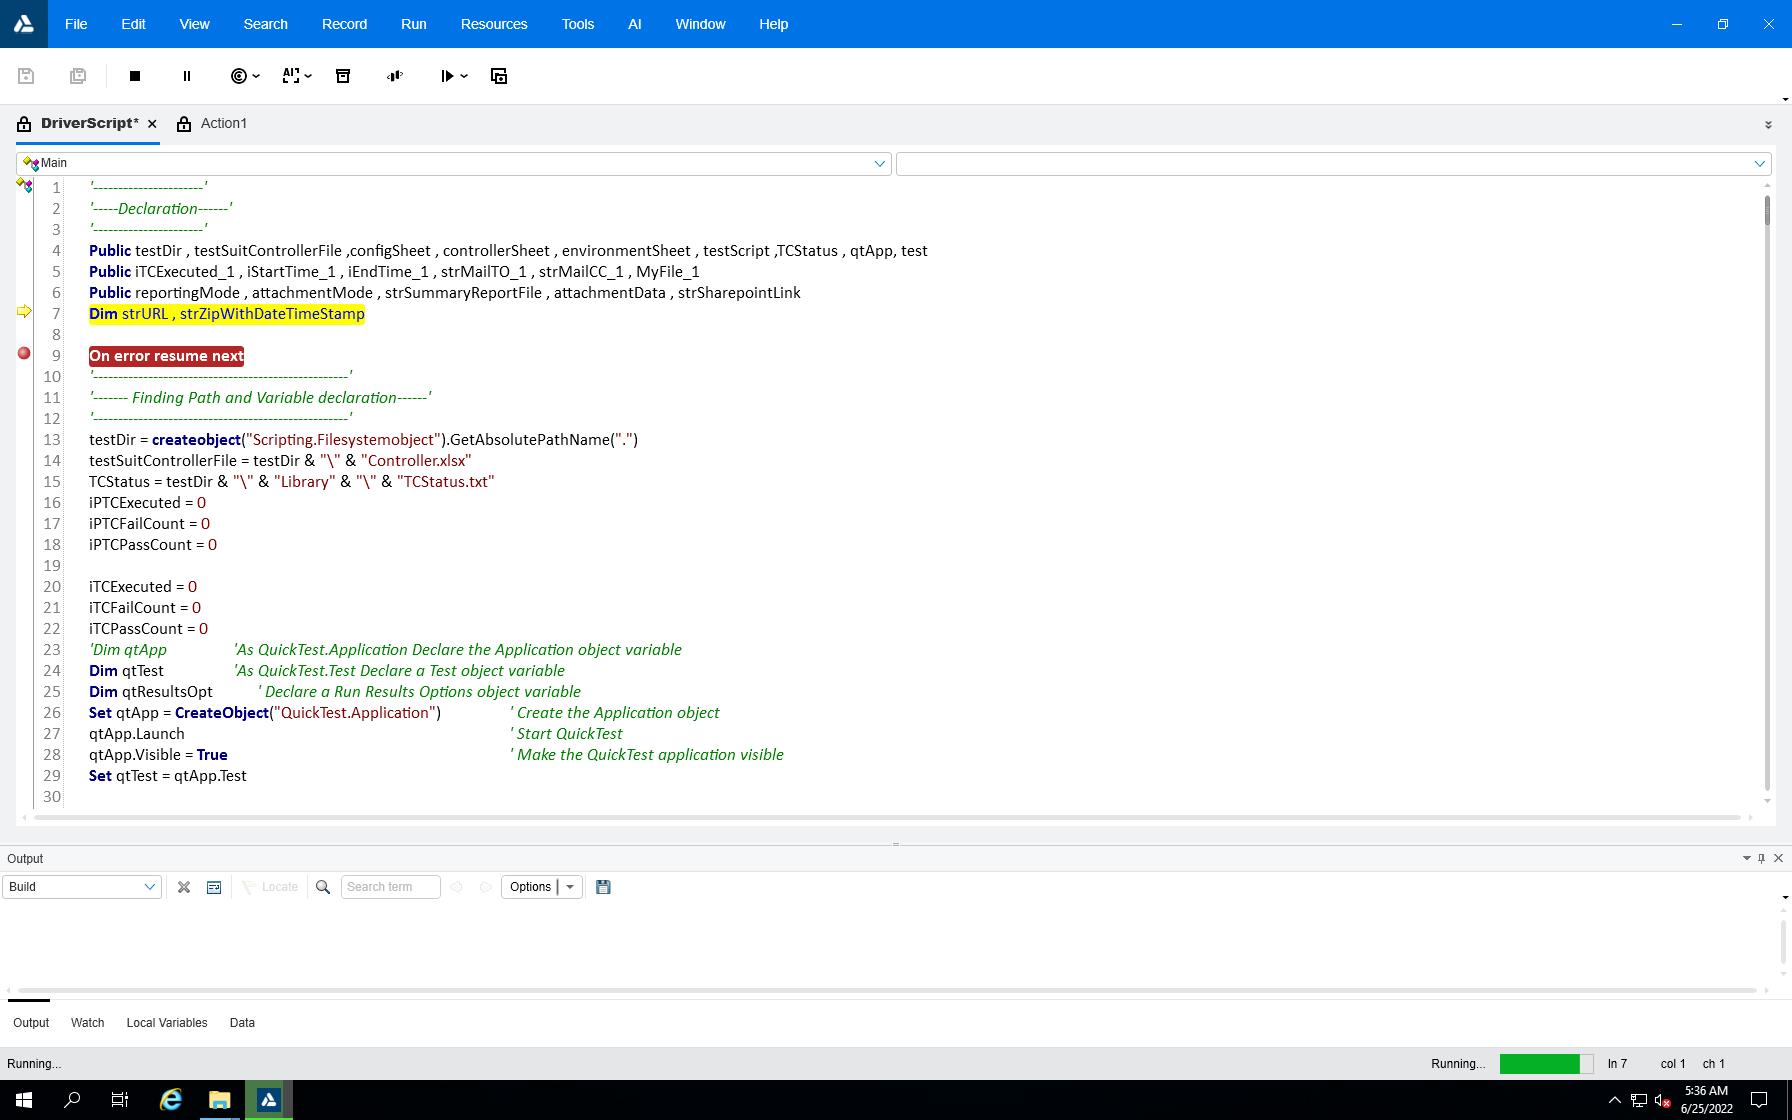 File Edit View Search Record Run Resources Tools AI Window Help
AI
DriverScript* Action1
Main
1 '----------------------'
2 '-----Declaration------'
3 '----------------------'
4 Public testDir , testSuitControllerFile ,configSheet , controllerSheet , environmentSheet , testScript ,TCStatus , qtApp, test
5 Public iTCExecuted_1 , iStartTime_1 , iEndTime_1 , strMailTO_1 , strMailCC_1 , MyFile_1
6 Public reportingMode , attachmentMode , strSummaryReportFile , attachmentData , strSharepointLink
7 Dim strURL , strZipWithDateTimeStamp
8
9 On error resume next
10 '---------------------------------------------------'
11 '------- Finding Path and Variable declaration------'
12 '---------------------------------------------------'
13 testDir = createobject("Scripting.Filesystemobject").GetAbsolutePathName(".")
14 testSuitControllerFile = testDir & "\" & "Controller.xlsx"
15 TCStatus = testDir & "\" & "Library" & "\" & "TCStatus.txt"
16 iPTCExecuted = 0
17 iPTCFailCount = 0
18 iPTCPassCount = 0
19
20 iTCExecuted = 0
21 iTCFailCount = 0
22 iTCPassCount = 0
23 'Dim qtApp 'As QuickTest.Application Declare the Application object variable
24 Dim qtTest 'As QuickTest.Test Declare a Test object variable
25 Dim qtResultsOpt ' Declare a Run Results Options object variable
26 Set qtApp = CreateObject("QuickTest.Application") ' Create the Application object
27 qtApp.Launch ' Start QuickTest
28 qtApp.Visible = True ' Make the QuickTest application visible
29 Set qtTest = qtApp.Test
30
Output
Build Locate Search term Options
Output Watch Local Variables Data
Running... Running... ln 7 col 1 ch 1
5:36 AM
6/25/2022